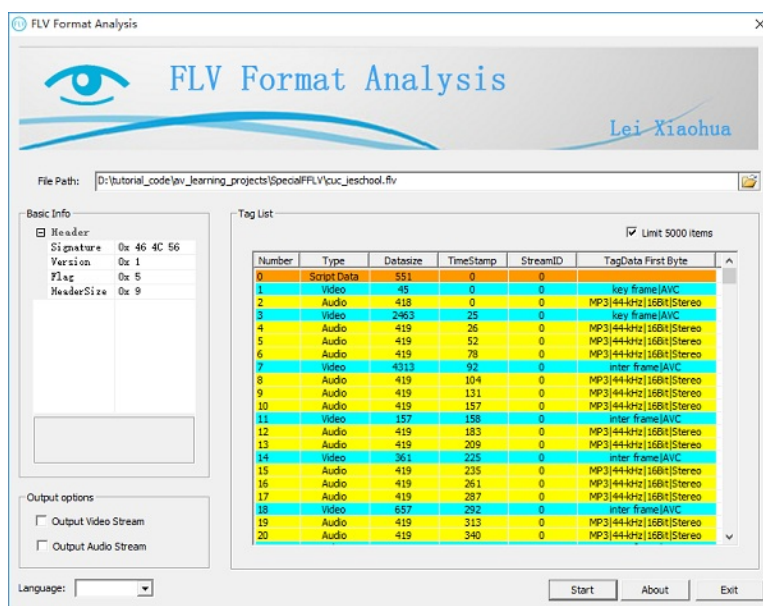 FLV Format Analysis
FLV Format Analysis
Lei Xiaohua
File Path: D:\tutorial_code\av_learning_projects\SpecialFFLV\cuc_ieschool.flv
Basic Info
Header
Signature 0x 46 4C 56
Version 0x 1
Flag 0x 5
HeaderSize 0x 9
Output options
Output Video Stream
Output Audio Stream
Language:
Tag List
Limit 5000 items
Number Type Datasize TimeStamp StreamID TagData First Byte
0 Script Data 551 0 0
1 Video 45 0 0 key frame|AVC
2 Audio 418 0 0 MP3|44-kHz|16Bit|Stereo
3 Video 2463 25 0 key frame|AVC
4 Audio 419 26 0 MP3|44-kHz|16Bit|Stereo
5 Audio 419 52 0 MP3|44-kHz|16Bit|Stereo
6 Audio 419 78 0 MP3|44-kHz|16Bit|Stereo
7 Video 4313 92 0 inter frame|AVC
8 Audio 419 104 0 MP3|44-kHz|16Bit|Stereo
9 Audio 419 131 0 MP3|44-kHz|16Bit|Stereo
10 Audio 419 157 0 MP3|44-kHz|16Bit|Stereo
11 Video 157 158 0 inter frame|AVC
12 Audio 419 183 0 MP3|44-kHz|16Bit|Stereo
13 Audio 419 209 0 MP3|44-kHz|16Bit|Stereo
14 Video 361 225 0 inter frame|AVC
15 Audio 419 235 0 MP3|44-kHz|16Bit|Stereo
16 Audio 419 261 0 MP3|44-kHz|16Bit|Stereo
17 Audio 419 287 0 MP3|44-kHz|16Bit|Stereo
18 Video 657 292 0 inter frame|AVC
19 Audio 419 313 0 MP3|44-kHz|16Bit|Stereo
20 Audio 419 340 0 MP3|44-kHz|16Bit|Stereo
Start About Exit